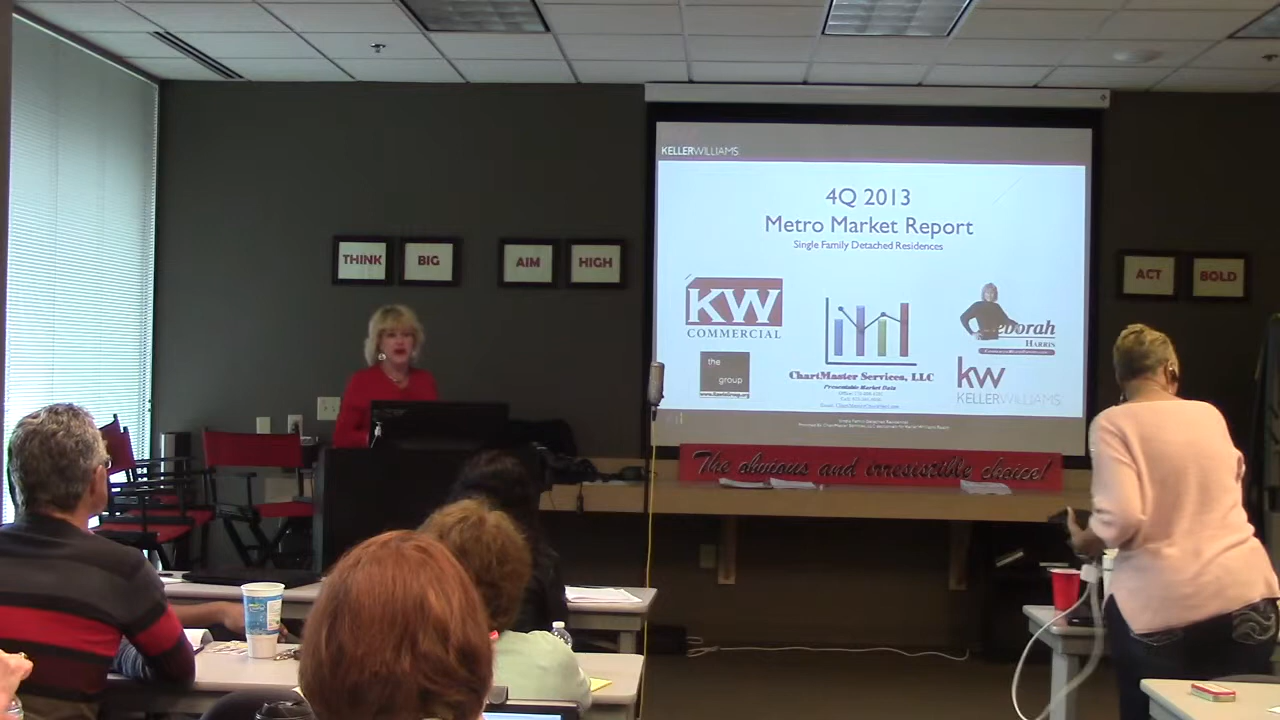 KELLERWILLIAMS
4Q 2013
Metro Market Report
Single Family Detached Residences
THINK
BIG
AIM
HIGH
ACT
BOLD
KW
COMMERCIAL
the
group
ChartMaster Services, LLC
Presentable Market Data
Deborah
HARRIS
kw
KELLERWILLIAMS
The obvious and irresistible choice!